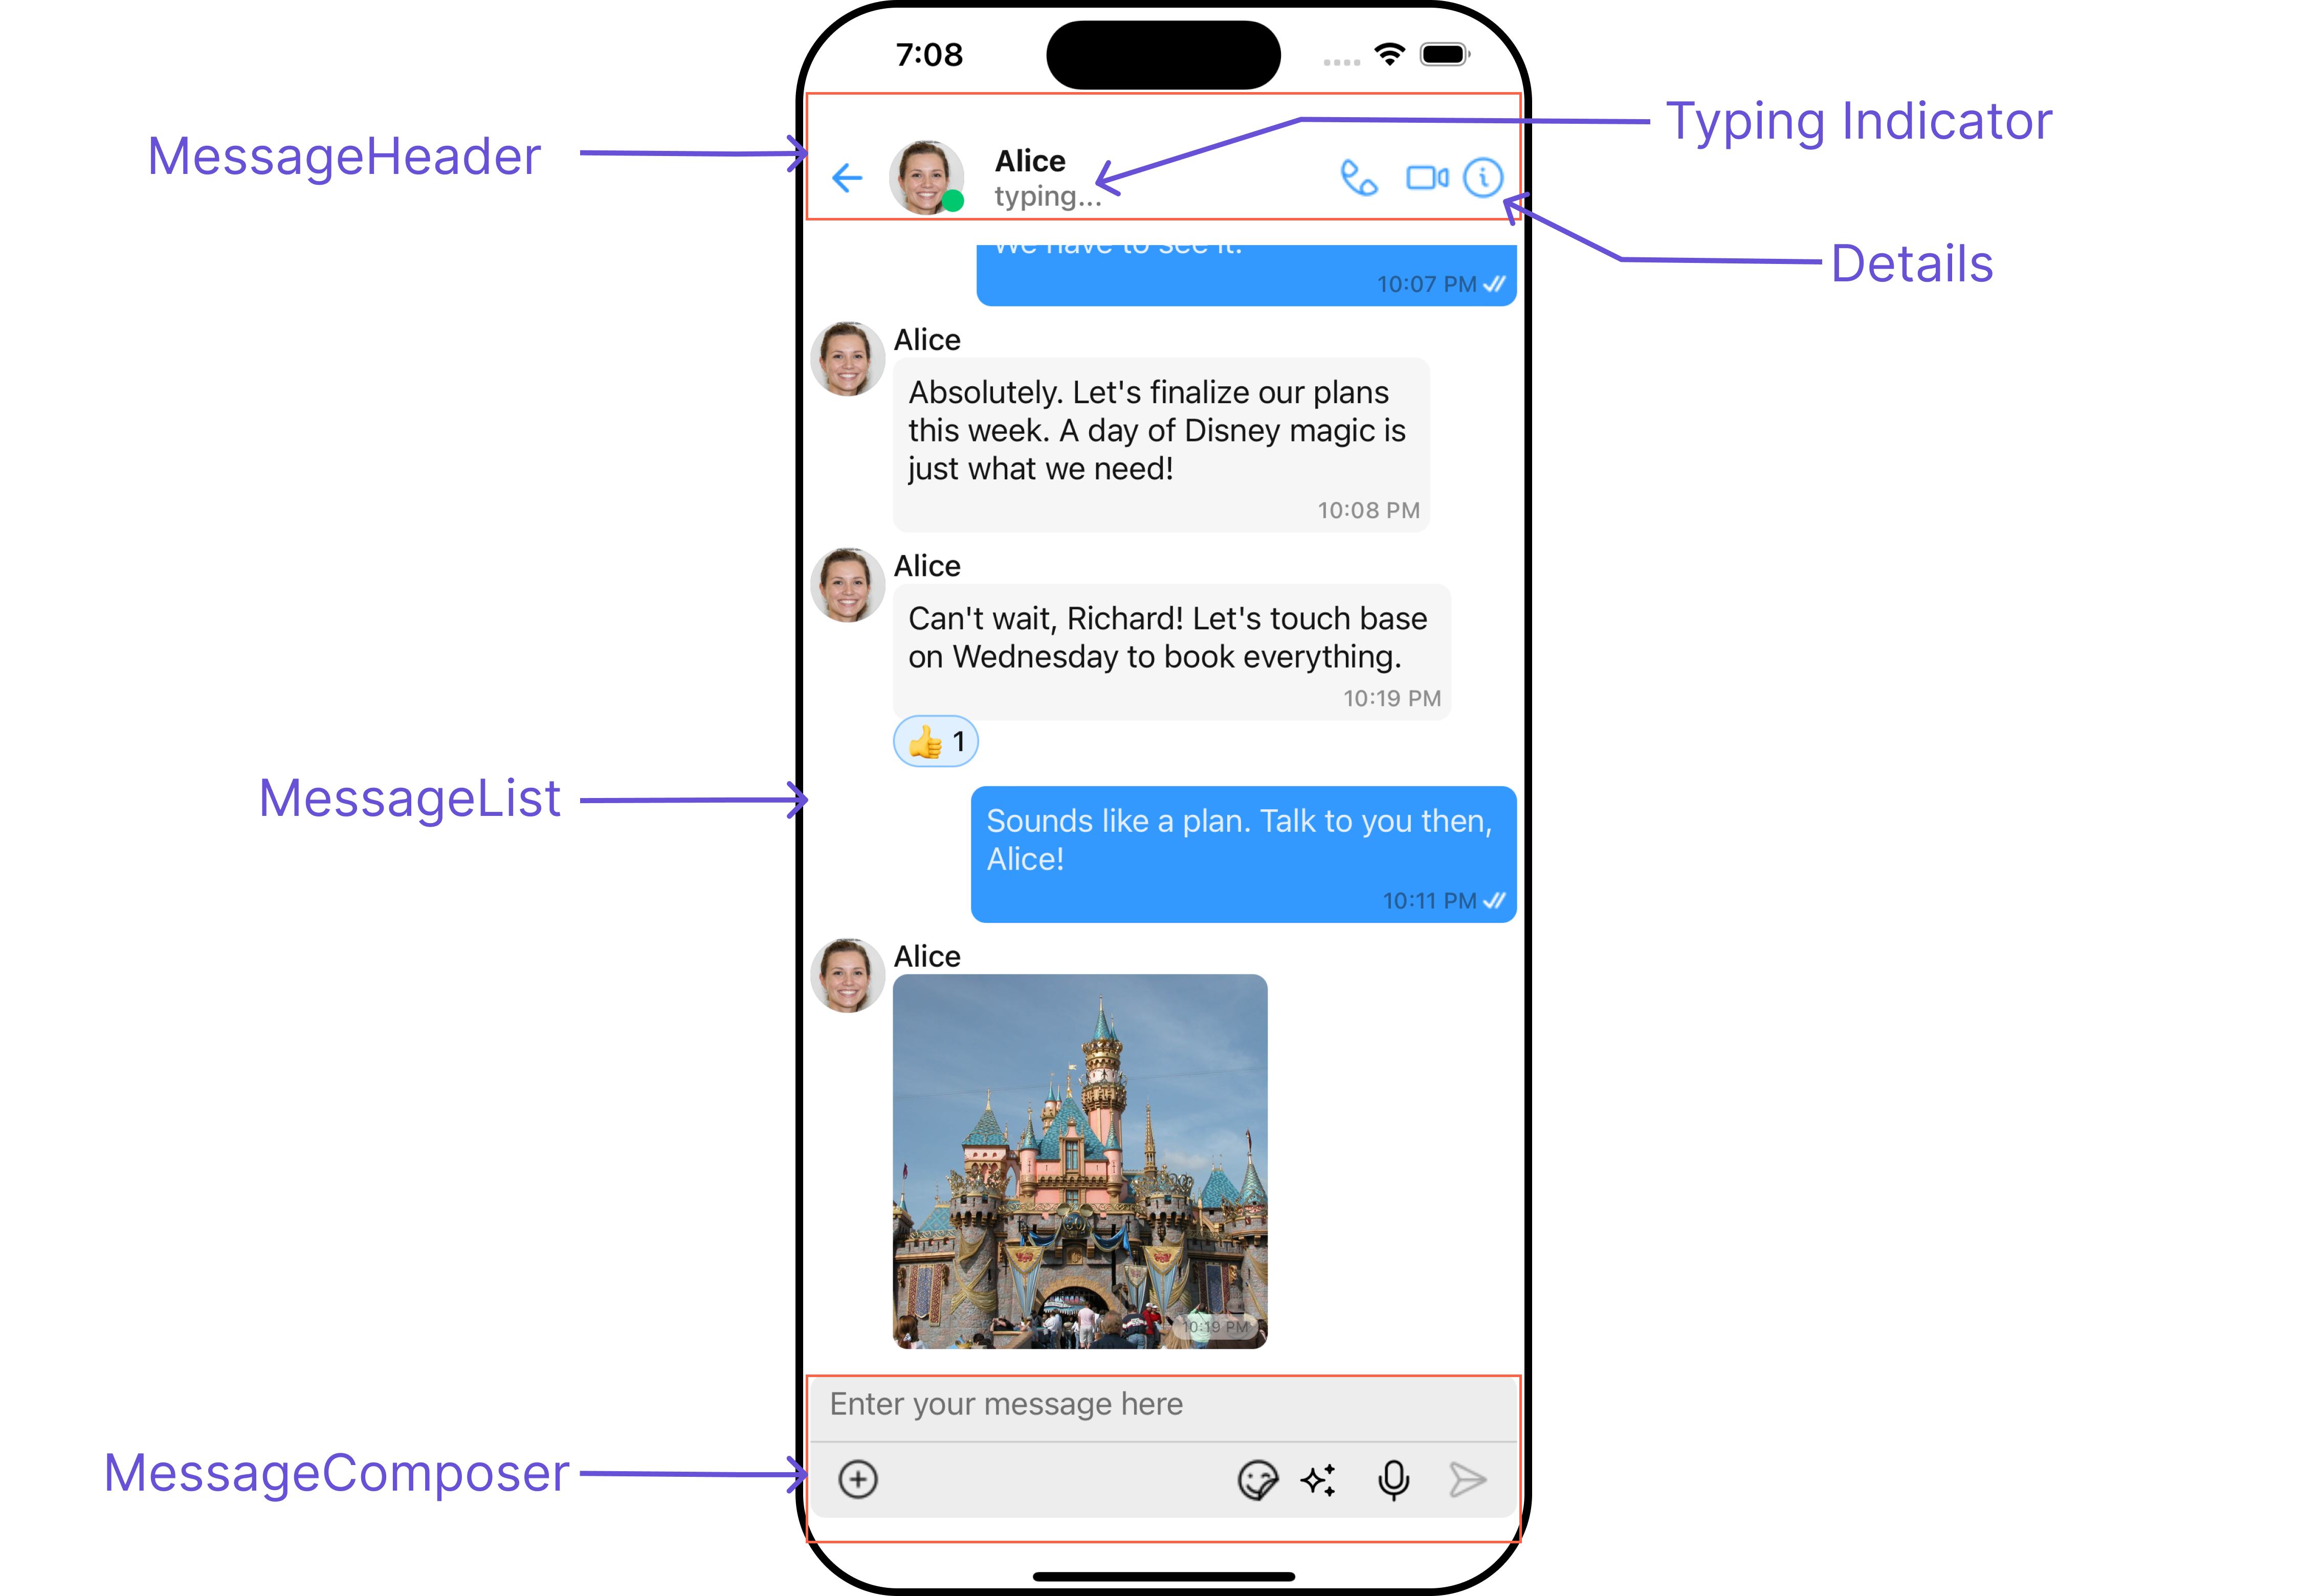 7:08
MessageHeader
Typing Indicator
Alice
typing...
Details
We have to see it.
10:07 PM
Alice
Absolutely. Let's finalize our plans
this week. A day of Disney magic is
just what we need!
10:08 PM
Alice
Can't wait, Richard! Let's touch base
on Wednesday to book everything.
10:19 PM
👍 1
MessageList
Sounds like a plan. Talk to you then,
Alice!
10:11 PM
Alice
10:19 PM
Enter your message here
MessageComposer